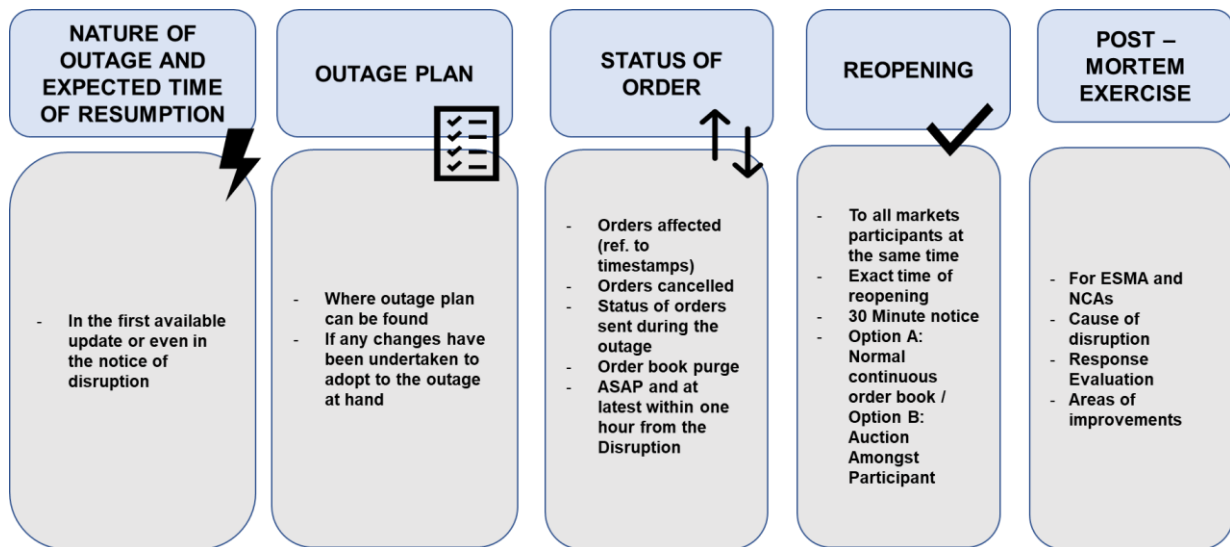 NATURE OF
OUTAGE AND
EXPECTED TIME
OF RESUMPTION
- In the first available
update or even in
the notice of
disruption
OUTAGE PLAN
- Where outage plan
can be found
- If any changes have
been undertaken to
adopt to the outage
at hand
STATUS OF
ORDER
- Orders affected
(ref. to
timestamps)
- Orders cancelled
- Status of orders
sent during the
outage
- Order book purge
- ASAP and at
latest within one
hour from the
Disruption
REOPENING
- To all markets
participants at
the same time
- Exact time of
reopening
- 30 Minute notice
- Option A:
Normal
continuous
order book /
Option B:
Auction
Amongst
Participant
POST –
MORTEM
EXERCISE
- For ESMA and
NCAs
- Cause of
disruption
- Response
Evaluation
- Areas of
improvements